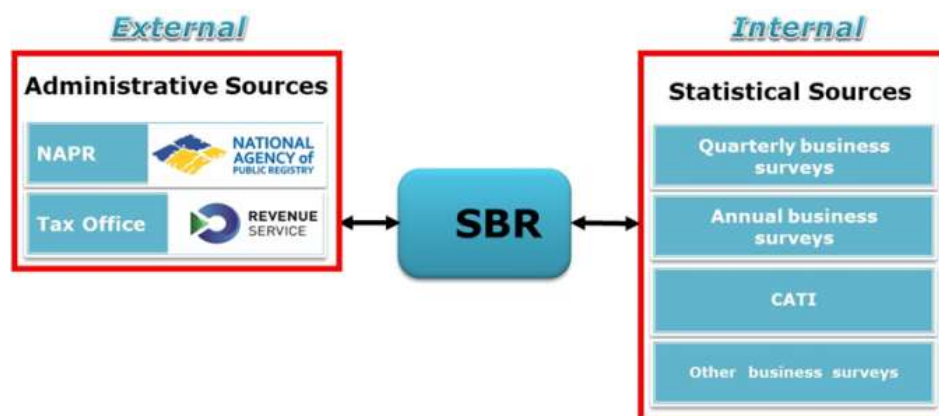 External
Administrative Sources
NAPR
NATIONAL
AGENCY of
PUBLIC REGISTRY
Tax Office
REVENUE
SERVICE
SBR
Internal
Statistical Sources
Quarterly business
surveys
Annual business
surveys
CATI
Other business surveys